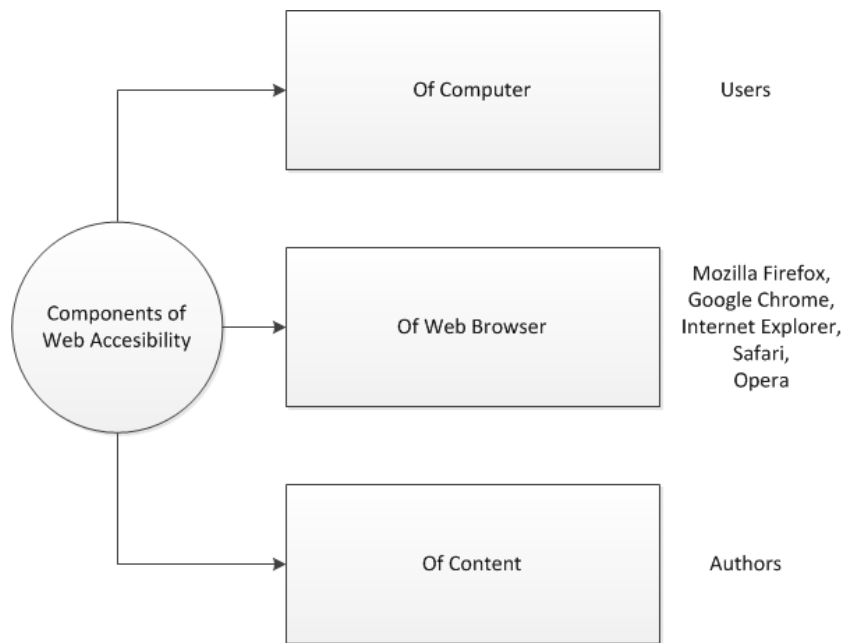 Of Computer
Users
Components of
Web Accesibility
Of Web Browser
Mozilla Firefox,
Google Chrome,
Internet Explorer,
Safari,
Opera
Of Content
Authors